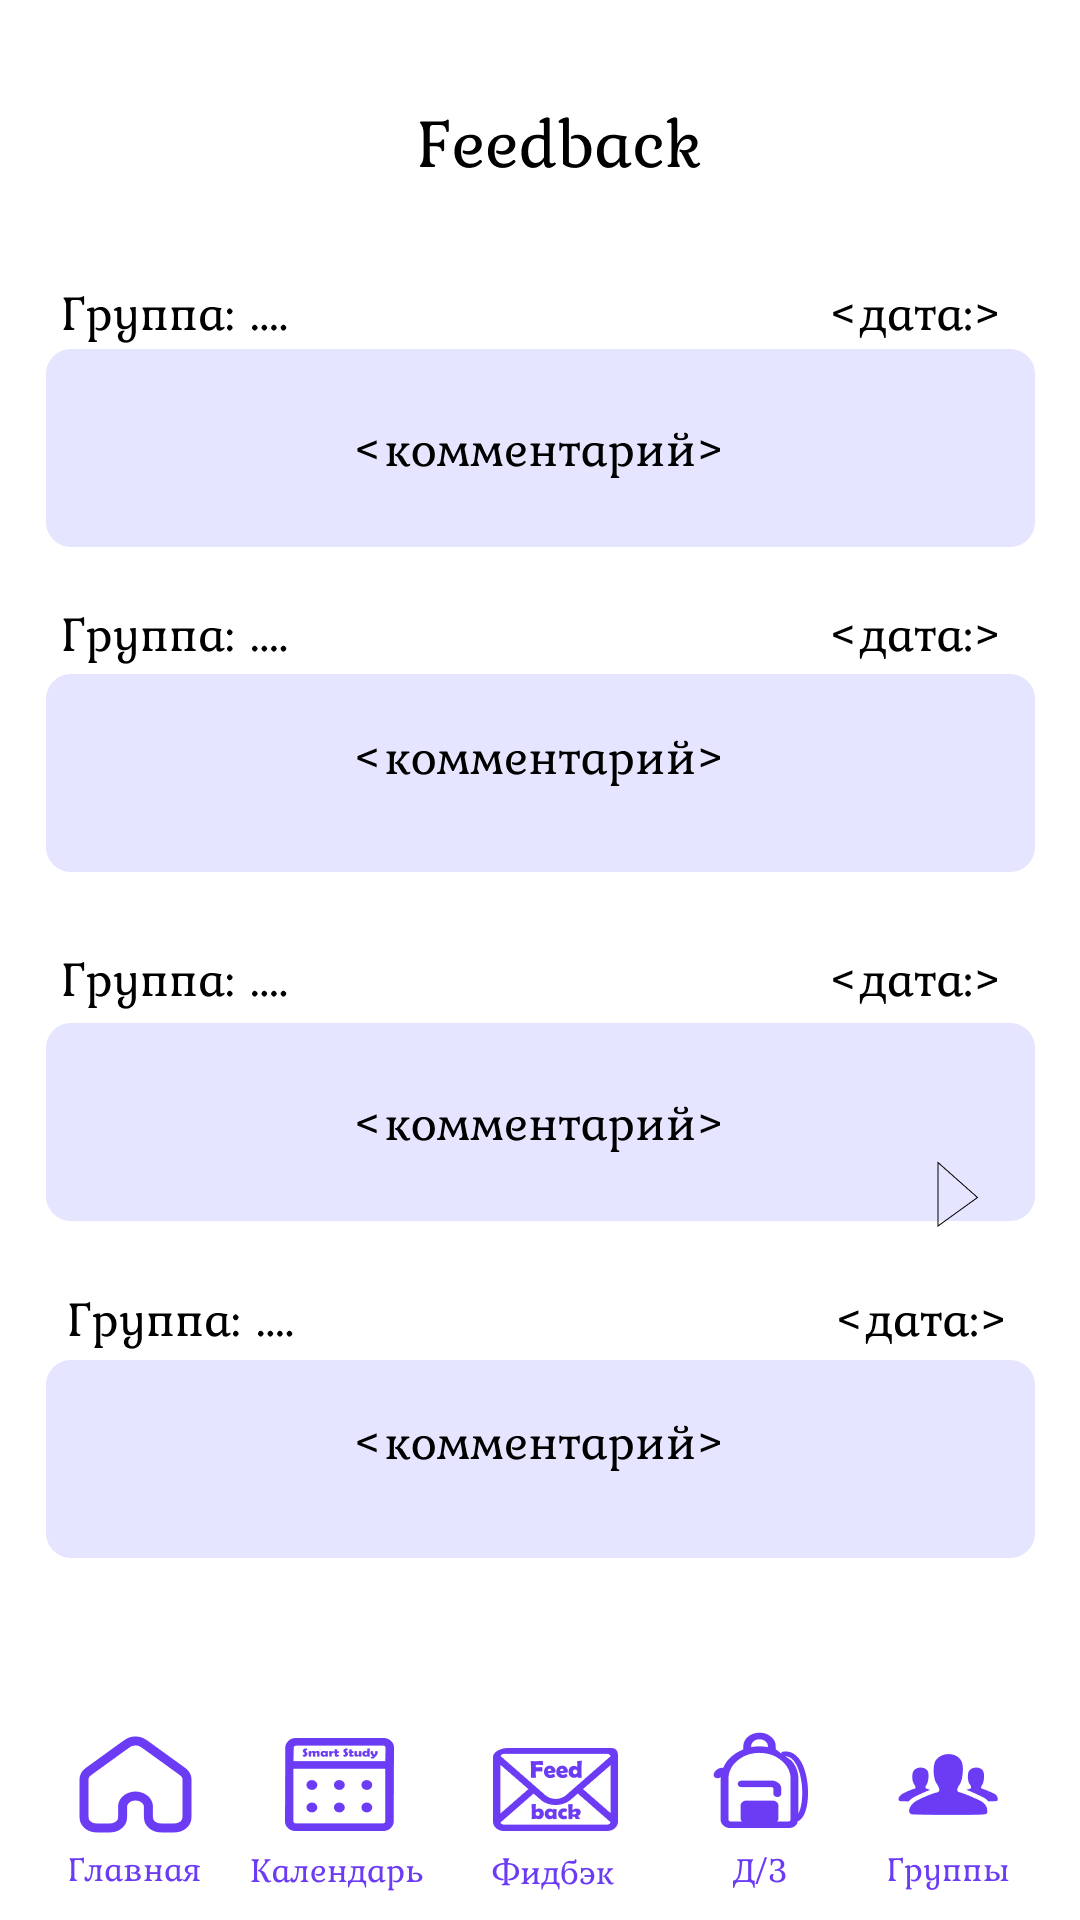 Feedback
Группа: .... <дата:>
<комментарий>
Группа: .... <дата:>
<комментарий>
Группа: .... <дата:>
<комментарий>
Группа: .... <дата:>
<комментарий>
Smart Study
Feed
back
Главная Календарь Фидбэк Д/З Группы